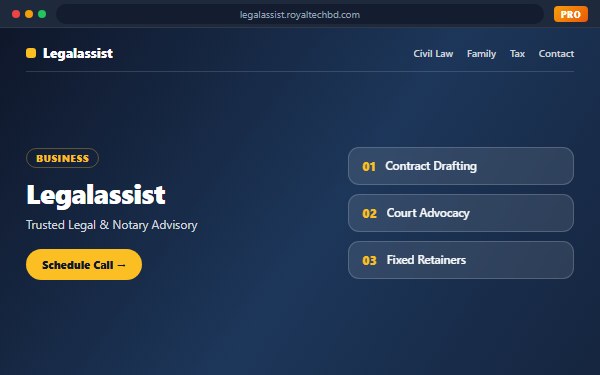 legalassist.royaltechbd.com
PRO
Legalassist
Civil Law Family Tax Contact
BUSINESS
Legalassist
Trusted Legal & Notary Advisory
Schedule Call →
01 Contract Drafting
02 Court Advocacy
03 Fixed Retainers